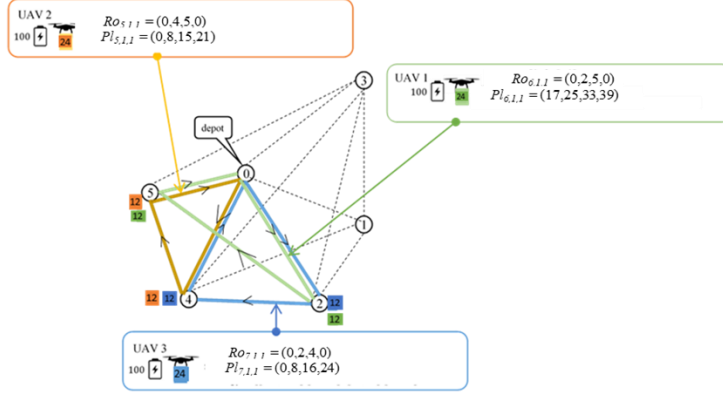 UAV 2
100
24
Ro5,1,1 =(0,4,5,0)
Pl5,1,1 =(0,8,15,21)
UAV 1
100
24
Ro6,1,1 =(0,2,5,0)
Pl6,1,1 =(17,25,33,39)
3
depot
0
5
12
12
1
12
12
4
2
12
12
UAV 3
100
24
Ro7,1,1 =(0,2,4,0)
Pl7,1,1 =(0,8,16,24)